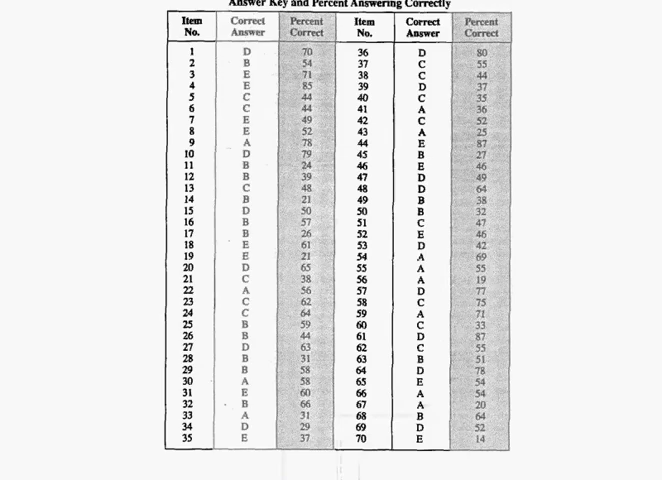 Answer Key and Percent Answering Correctly
Item No. Correct Answer Percent Correct Item No. Correct Answer Percent Correct
1 D 70 36 D 80
2 B 54 37 C 55
3 E 71 38 C 44
4 E 85 39 D 37
5 C 44 40 C 35
6 C 44 41 A 36
7 E 49 42 C 52
8 E 52 43 A 25
9 A 78 44 E 87
10 D 79 45 B 27
11 B 24 46 E 46
12 B 39 47 D 49
13 C 48 48 D 64
14 B 21 49 B 38
15 D 50 50 B 32
16 B 57 51 C 47
17 B 26 52 E 46
18 E 61 53 D 42
19 E 21 54 A 69
20 D 65 55 A 55
21 C 38 56 A 19
22 A 56 57 D 77
23 C 62 58 C 75
24 C 64 59 A 71
25 B 59 60 C 33
26 B 44 61 D 87
27 D 63 62 C 55
28 B 31 63 B 51
29 B 58 64 D 78
30 A 58 65 E 54
31 E 60 66 A 54
32 B 66 67 A 20
33 A 31 68 B 64
34 D 29 69 D 52
35 E 37 70 E 14